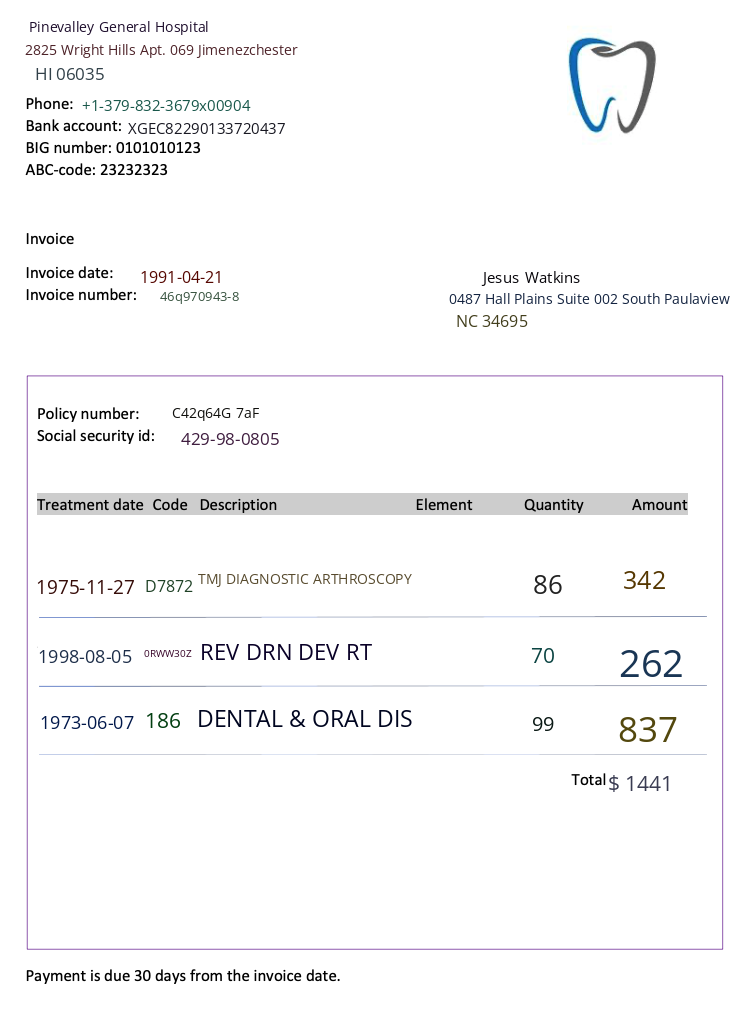 Pinevalley General Hospital
2825 Wright Hills Apt. 069 Jimenezchester
HI 06035
Phone: +1-379-832-3679x00904
Bank account: XGEC82290133720437
BIG number: 0101010123
ABC-code: 23232323
Invoice
Invoice date: 1991-04-21
Invoice number: 46q970943-8
Jesus Watkins
0487 Hall Plains Suite 002 South Paulaview
NC 34695
Policy number: C42q64G 7aF
Social security id: 429-98-0805
Treatment date Code Description Element Quantity Amount
1975-11-27 D7872 TMJ DIAGNOSTIC ARTHROSCOPY 86 342
1998-08-05 0RWW30Z REV DRN DEV RT 70 262
1973-06-07 186 DENTAL & ORAL DIS 99 837
Total $ 1441
Payment is due 30 days from the invoice date.